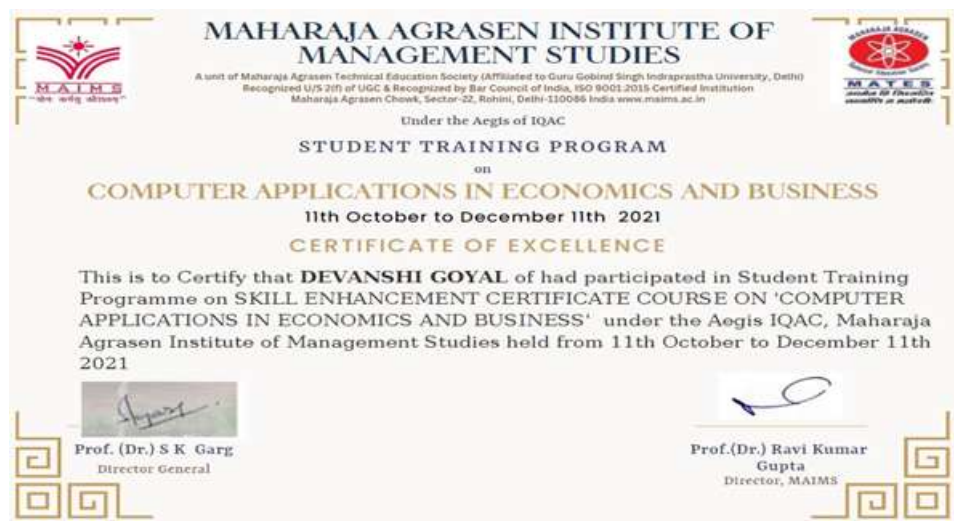 MAHARAJA AGRASEN INSTITUTE OF
MANAGEMENT STUDIES
A unit of Maharaja Agrasen Technical Education Society (Affiliated to Guru Gobind Singh Indraprastha University, Delhi)
Recognized U/S 2(f) of UGC & Recognized by Bar Council of India, ISO 9001:2015 Certified Institution
Maharaja Agrasen Chowk, Sector-22, Rohini, Delhi-110086 India www.maims.ac.in
MAIMS
MATES
Under the Aegis of IQAC
STUDENT TRAINING PROGRAM
on
COMPUTER APPLICATIONS IN ECONOMICS AND BUSINESS
11th October to December 11th 2021
CERTIFICATE OF EXCELLENCE
This is to Certify that DEVANSHI GOYAL of had participated in Student Training
Programme on SKILL ENHANCEMENT CERTIFICATE COURSE ON 'COMPUTER
APPLICATIONS IN ECONOMICS AND BUSINESS' under the Aegis IQAC, Maharaja
Agrasen Institute of Management Studies held from 11th October to December 11th
2021
Prof. (Dr.) S K Garg
Director General
Prof.(Dr.) Ravi Kumar
Gupta
Director, MAIMS